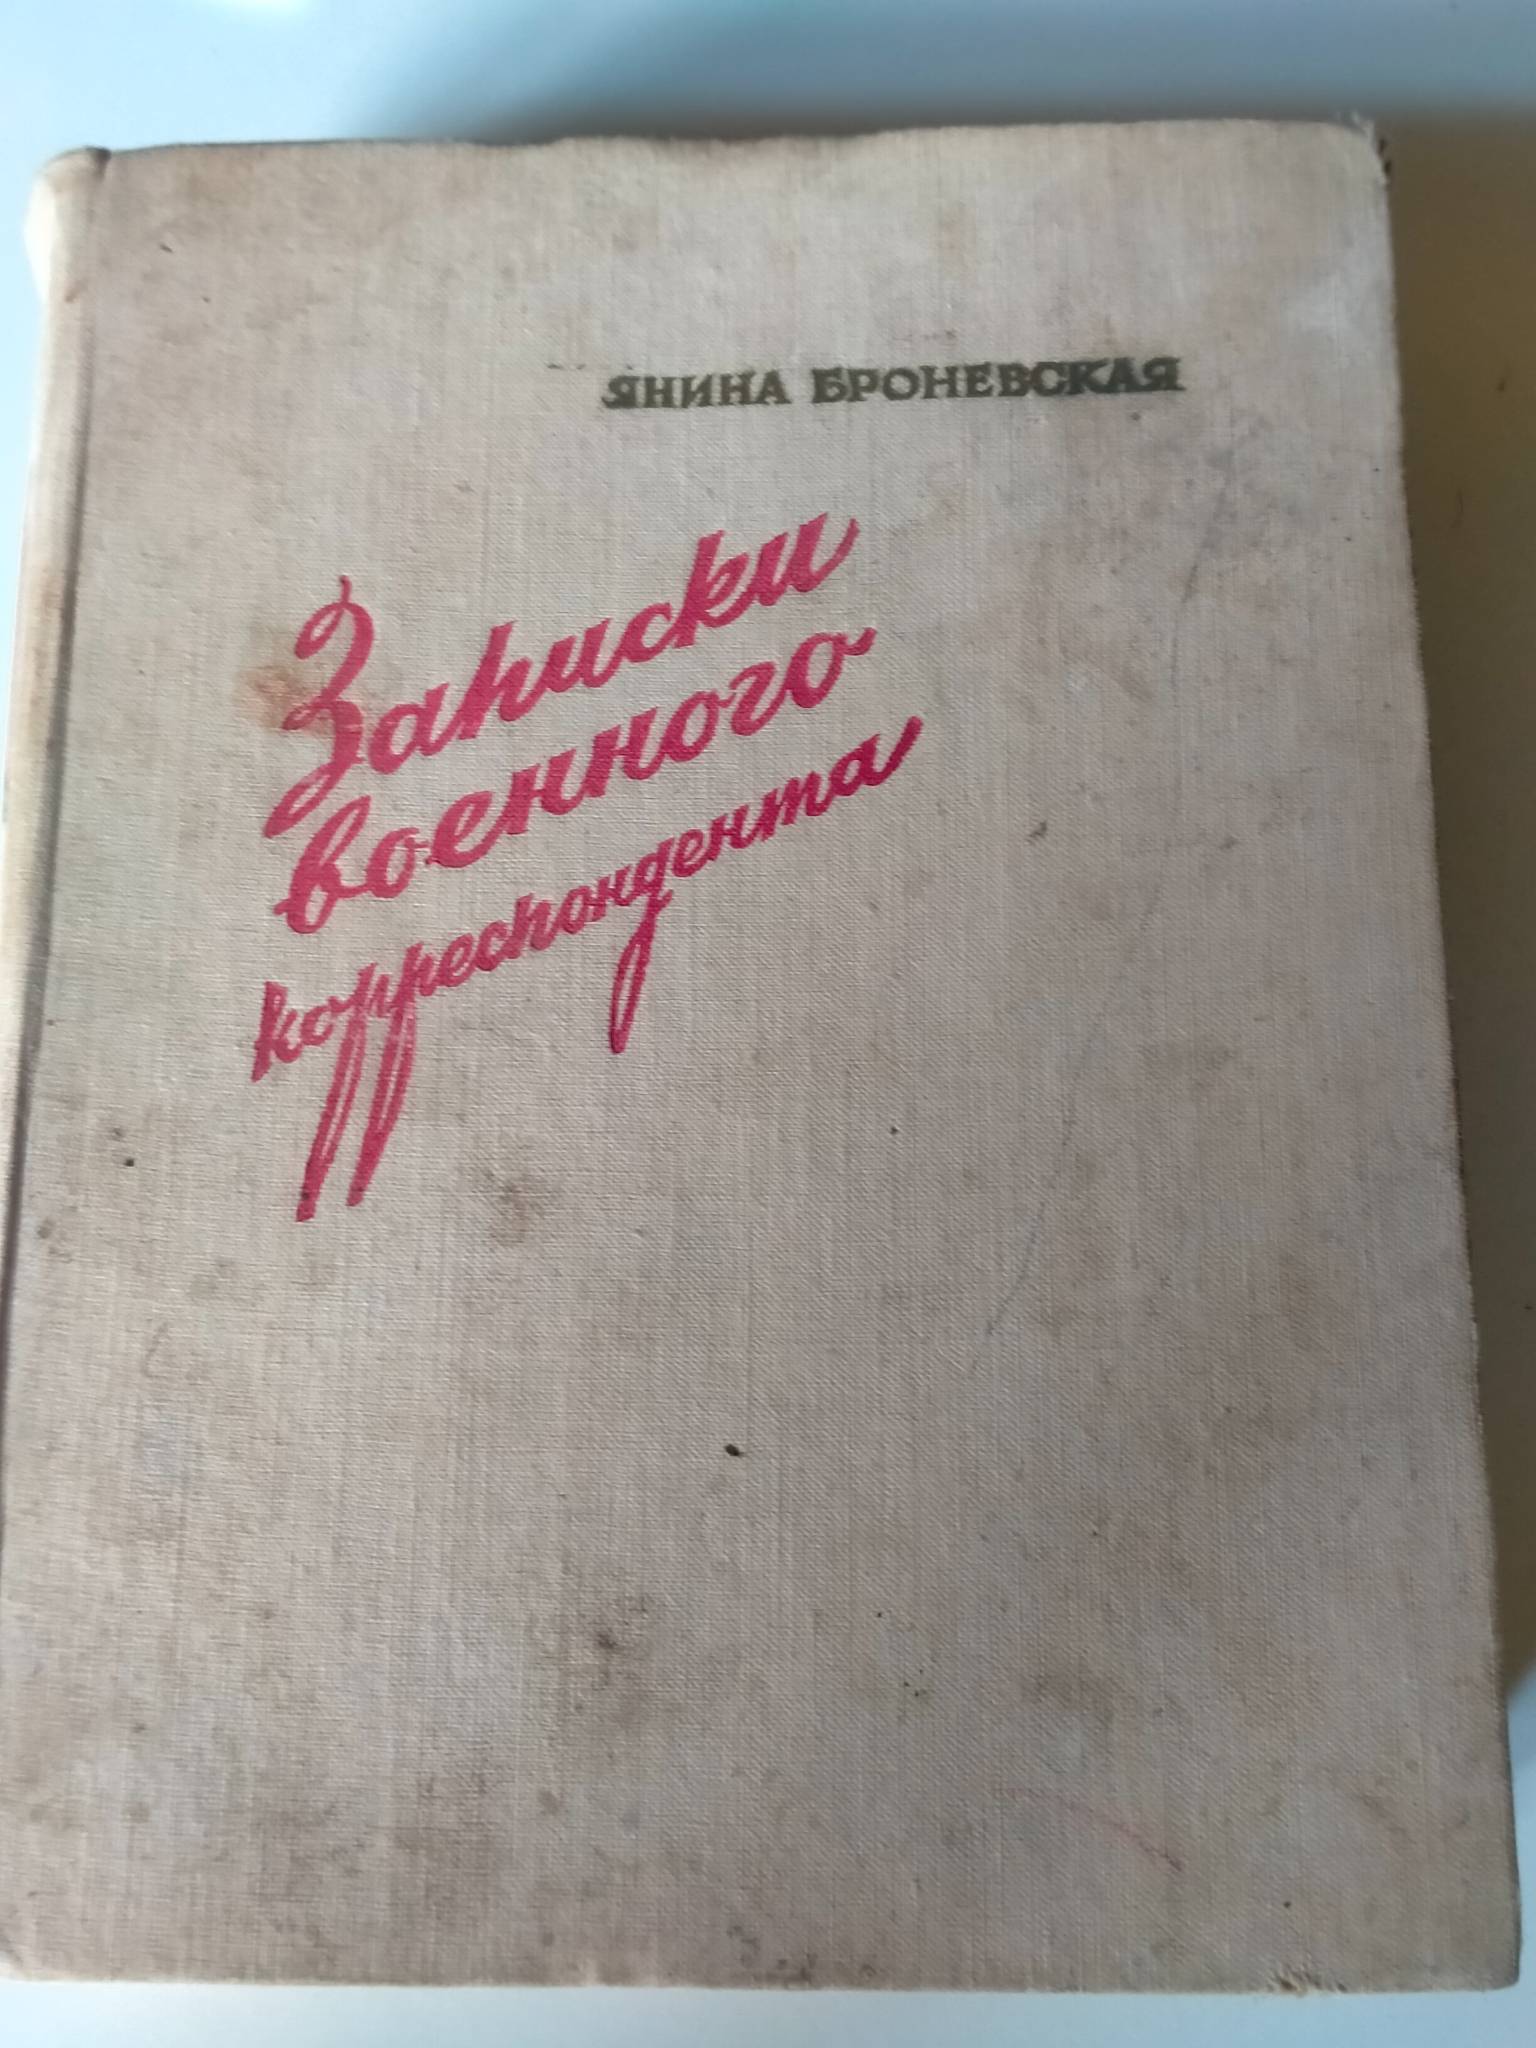 ЯНИНА БРОНЕВСКАЯ
Записки
военного
корреспондента